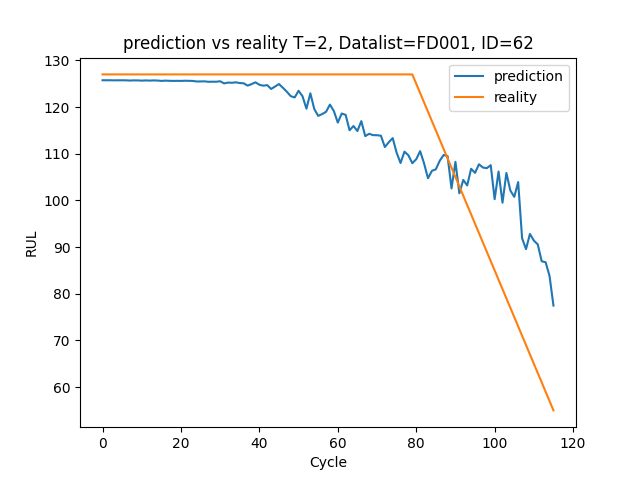 prediction vs reality T=2, Datalist=FD001, ID=62
prediction
reality
130
120
110
100
90
80
70
60
RUL
0 20 40 60 80 100 120
Cycle